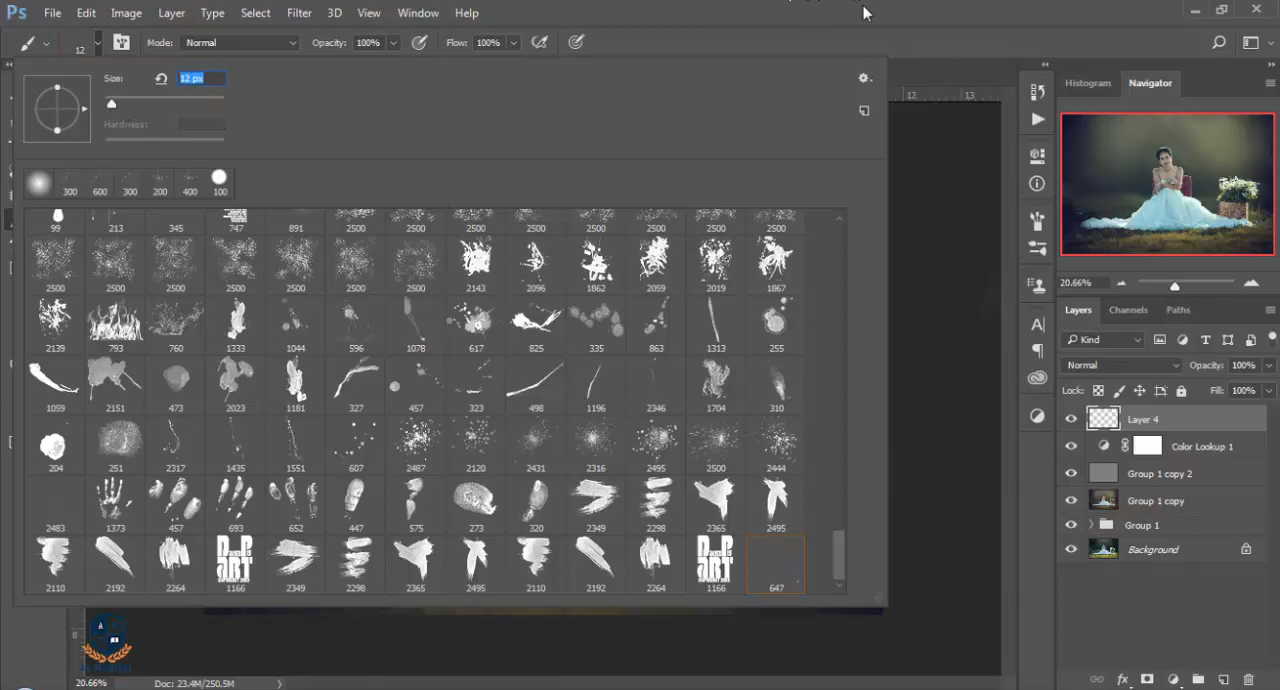 Ps File Edit Image Layer Type Select Filter 3D View Window Help
12 Mode: Normal Opacity: 100% Flow: 100%
Size: 12 px
Hardness:
300 600 300 200 400 100
99 213 345 747 891 2500 2500 2500 2500 2500 2500 2500 2500
2500 2500 2500 2500 2500 2500 2500 2143 2096 1862 2059 2019 1867
2139 793 760 1333 1044 596 1078 617 825 335 863 1313 255
1059 2151 473 2023 1181 327 457 323 498 1196 2346 1704 310
204 251 2317 1435 1551 607 2487 2120 2431 2316 2495 2500 2444
2483 1373 457 693 652 447 575 273 320 2349 2298 2365 2495
2110 2192 2264 1166 2349 2298 2365 2495 2110 2192 2264 1166 647
12 13
6
20.66% Doc: 23.4M/250.5M
Histogram Navigator
20.66%
Layers Channels Paths
Kind
Normal Opacity: 100%
Lock: Fill: 100%
Layer 4
Color Lookup 1
Group 1 copy 2
Group 1 copy
Group 1
Background